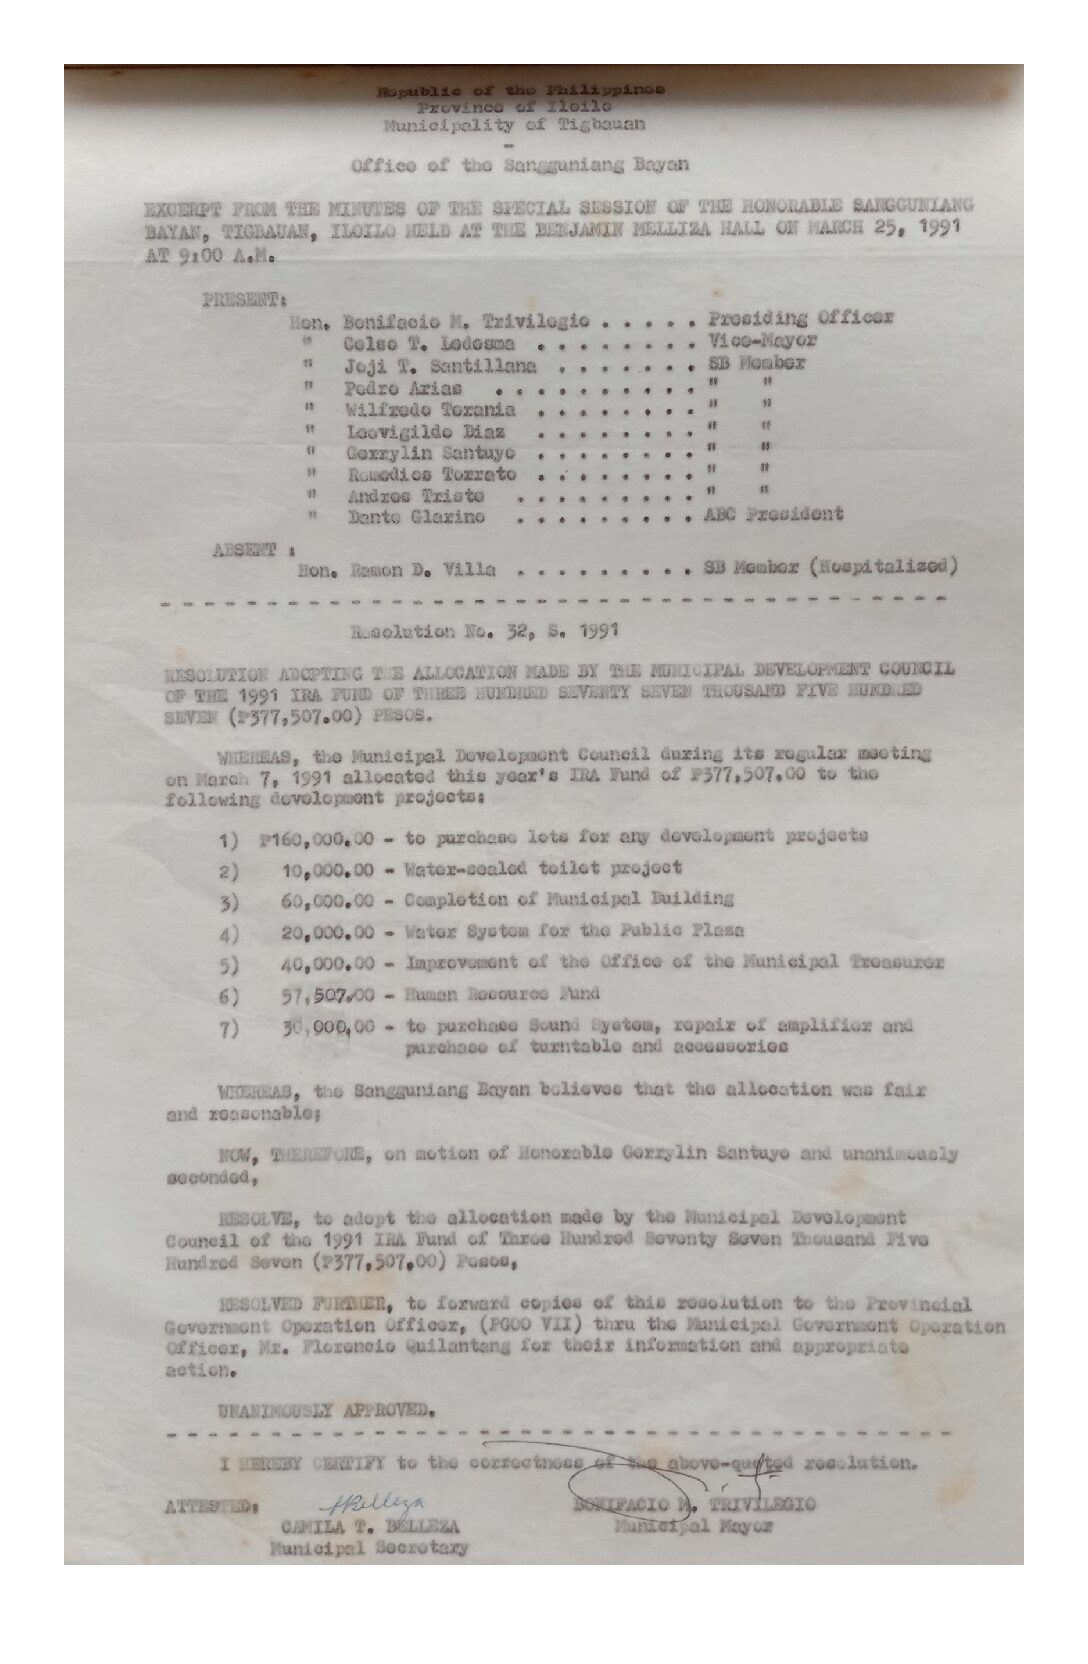 Republic of the Philippines
Province of Iloilo
Municipality of Tigbauan
-
Office of the Sangguniang Bayan
EXCERPT FROM THE MINUTES OF THE SPECIAL SESSION OF THE HONORABLE SANGGUNIANG
BAYAN, TIGBAUAN, ILOILO HELD AT THE BENJAMIN MELLIZA HALL ON MARCH 25, 1991
AT 9:00 A.M.
PRESENT:
Hon. Bonifacio M. Trivilegio . . . . . Presiding Officer
" Celso T. Ledesma . . . . . . . . Vice-Mayor
" Joji T. Santillana . . . . . . . SB Member
" Pedro Arias . . . . . . . . . . " "
" Wilfredo Torania . . . . . . . . " "
" Leovigildo Diaz . . . . . . . . " "
" Gerrylin Santuyo . . . . . . . . " "
" Remedios Torrato . . . . . . . . " "
" Andres Triste . . . . . . . . . " "
" Dante Glarino . . . . . . . . . ABC President
ABSENT :
Hon. Ramon D. Villa . . . . . . . . . SB Member (Hospitalized)
- - - - - - - - - - - - - - - - - - - - - - - - - - - - - - - - - - - - - -
Resolution No. 32, S. 1991
RESOLUTION ADOPTING THE ALLOCATION MADE BY THE MUNICIPAL DEVELOPMENT COUNCIL
OF THE 1991 IRA FUND OF THREE HUNDRED SEVENTY SEVEN THOUSAND FIVE HUNDRED
SEVEN (₱377,507.00) PESOS.
WHEREAS, the Municipal Development Council during its regular meeting
on March 7, 1991 allocated this year's IRA Fund of ₱377,507.00 to the
following development projects:
1) ₱160,000.00 - to purchase lots for any development projects
2) 10,000.00 - Water-sealed toilet project
3) 60,000.00 - Completion of Municipal Building
4) 20,000.00 - Water System for the Public Plaza
5) 40,000.00 - Improvement of the Office of the Municipal Treasurer
6) 57,507.00 - Human Resource Fund
7) 30,000.00 - to purchase Sound System, repair of amplifier and
purchase of turntable and accessories
WHEREAS, the Sangguniang Bayan believes that the allocation was fair
and reasonable;
NOW, THEREFORE, on motion of Honorable Gerrylin Santuyo and unanimously
seconded,
RESOLVE, to adopt the allocation made by the Municipal Development
Council of the 1991 IRA Fund of Three Hundred Seventy Seven Thousand Five
Hundred Seven (₱377,507.00) Pesos,
RESOLVED FURTHER, to forward copies of this resolution to the Provincial
Government Operation Officer, (PGOO VII) thru the Municipal Government Operation
Officer, Mr. Florencio Quilantang for their information and appropriate
action.
UNANIMOUSLY APPROVED.
- - - - - - - - - - - - - - - - - - - - - - - - - - - - - - - - - - - - - -
I HEREBY CERTIFY to the correctness of the above-quoted resolution.
ATTESTED: BONIFACIO M. TRIVILEGIO
CAMILA T. BELLEZA Municipal Mayor
Municipal Secretary